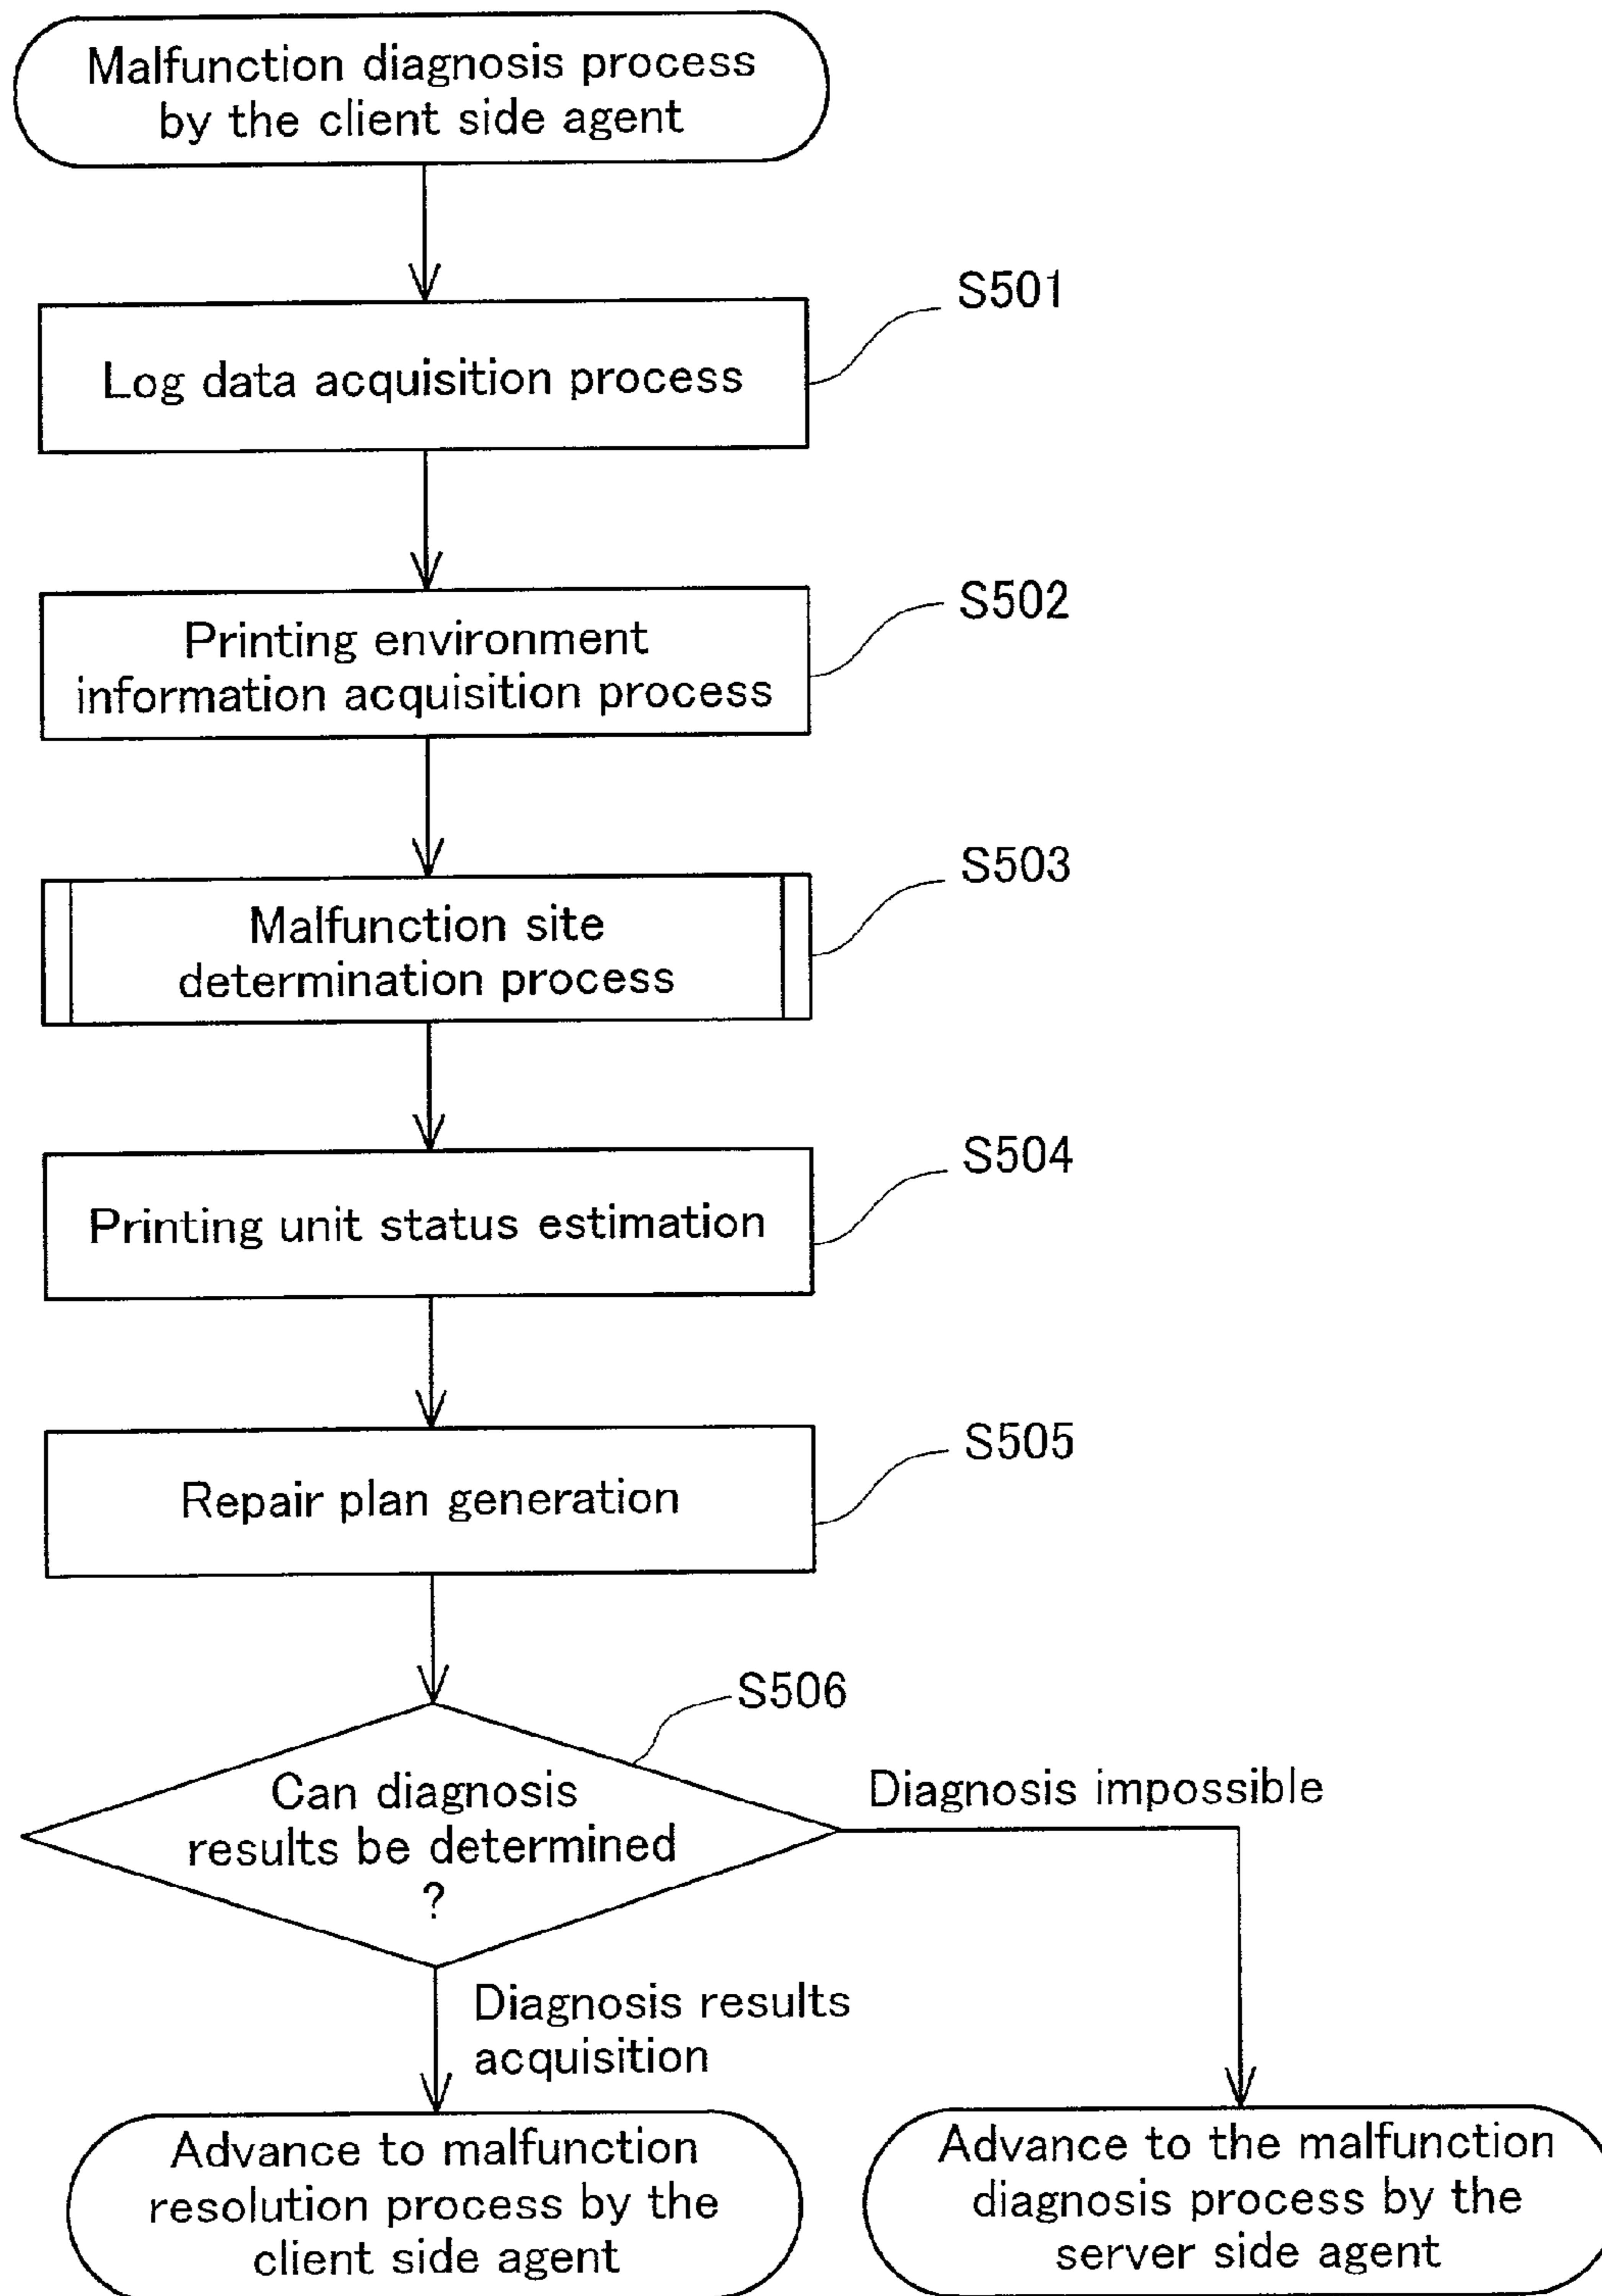 Malfunction diagnosis process
by the client side agent
S501
Log data acquisition process
S502
Printing environment
information acquisition process
S503
Malfunction site
determination process
S504
Printing unit status estimation
S505
Repair plan generation
S506
Can diagnosis
results be determined
?
Diagnosis impossible
Diagnosis results
acquisition
Advance to malfunction
resolution process by the
client side agent
Advance to the malfunction
diagnosis process by the
server side agent